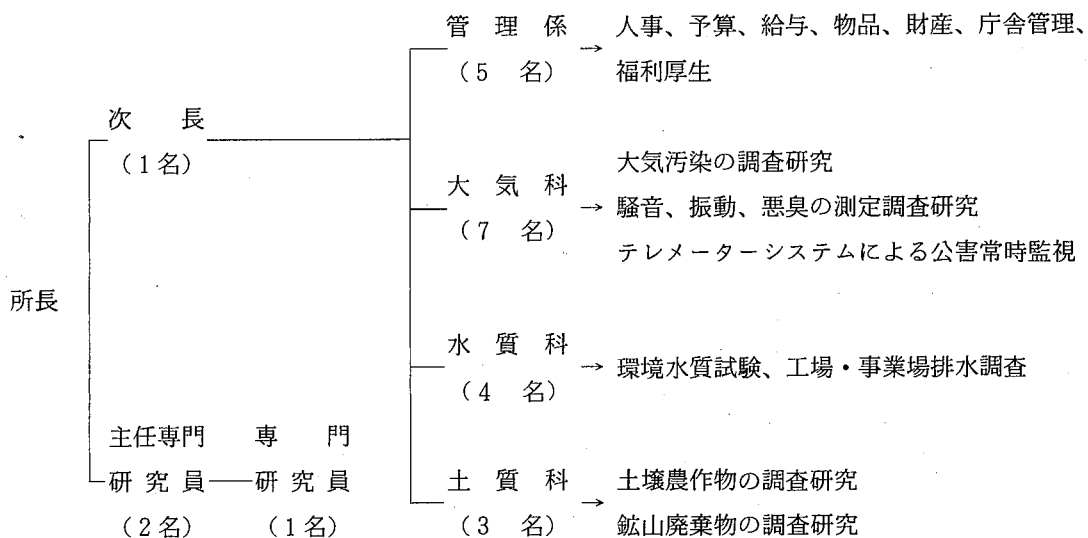 管理係 → 人事、予算、給与、物品、財産、庁舎管理、
(5 名) 福利厚生
次長
(1名)
大気汚染の調査研究
大気科 → 騒音、振動、悪臭の測定調査研究
(7 名)
テレメーターシステムによる公害常時監視
所長
水質科 → 環境水質試験、工場・事業場排水調査
(4 名)
主任専門 専門
研究員 研究員
(2名) (1名)
土質科 → 土壌農作物の調査研究
(3 名) 鉱山廃棄物の調査研究